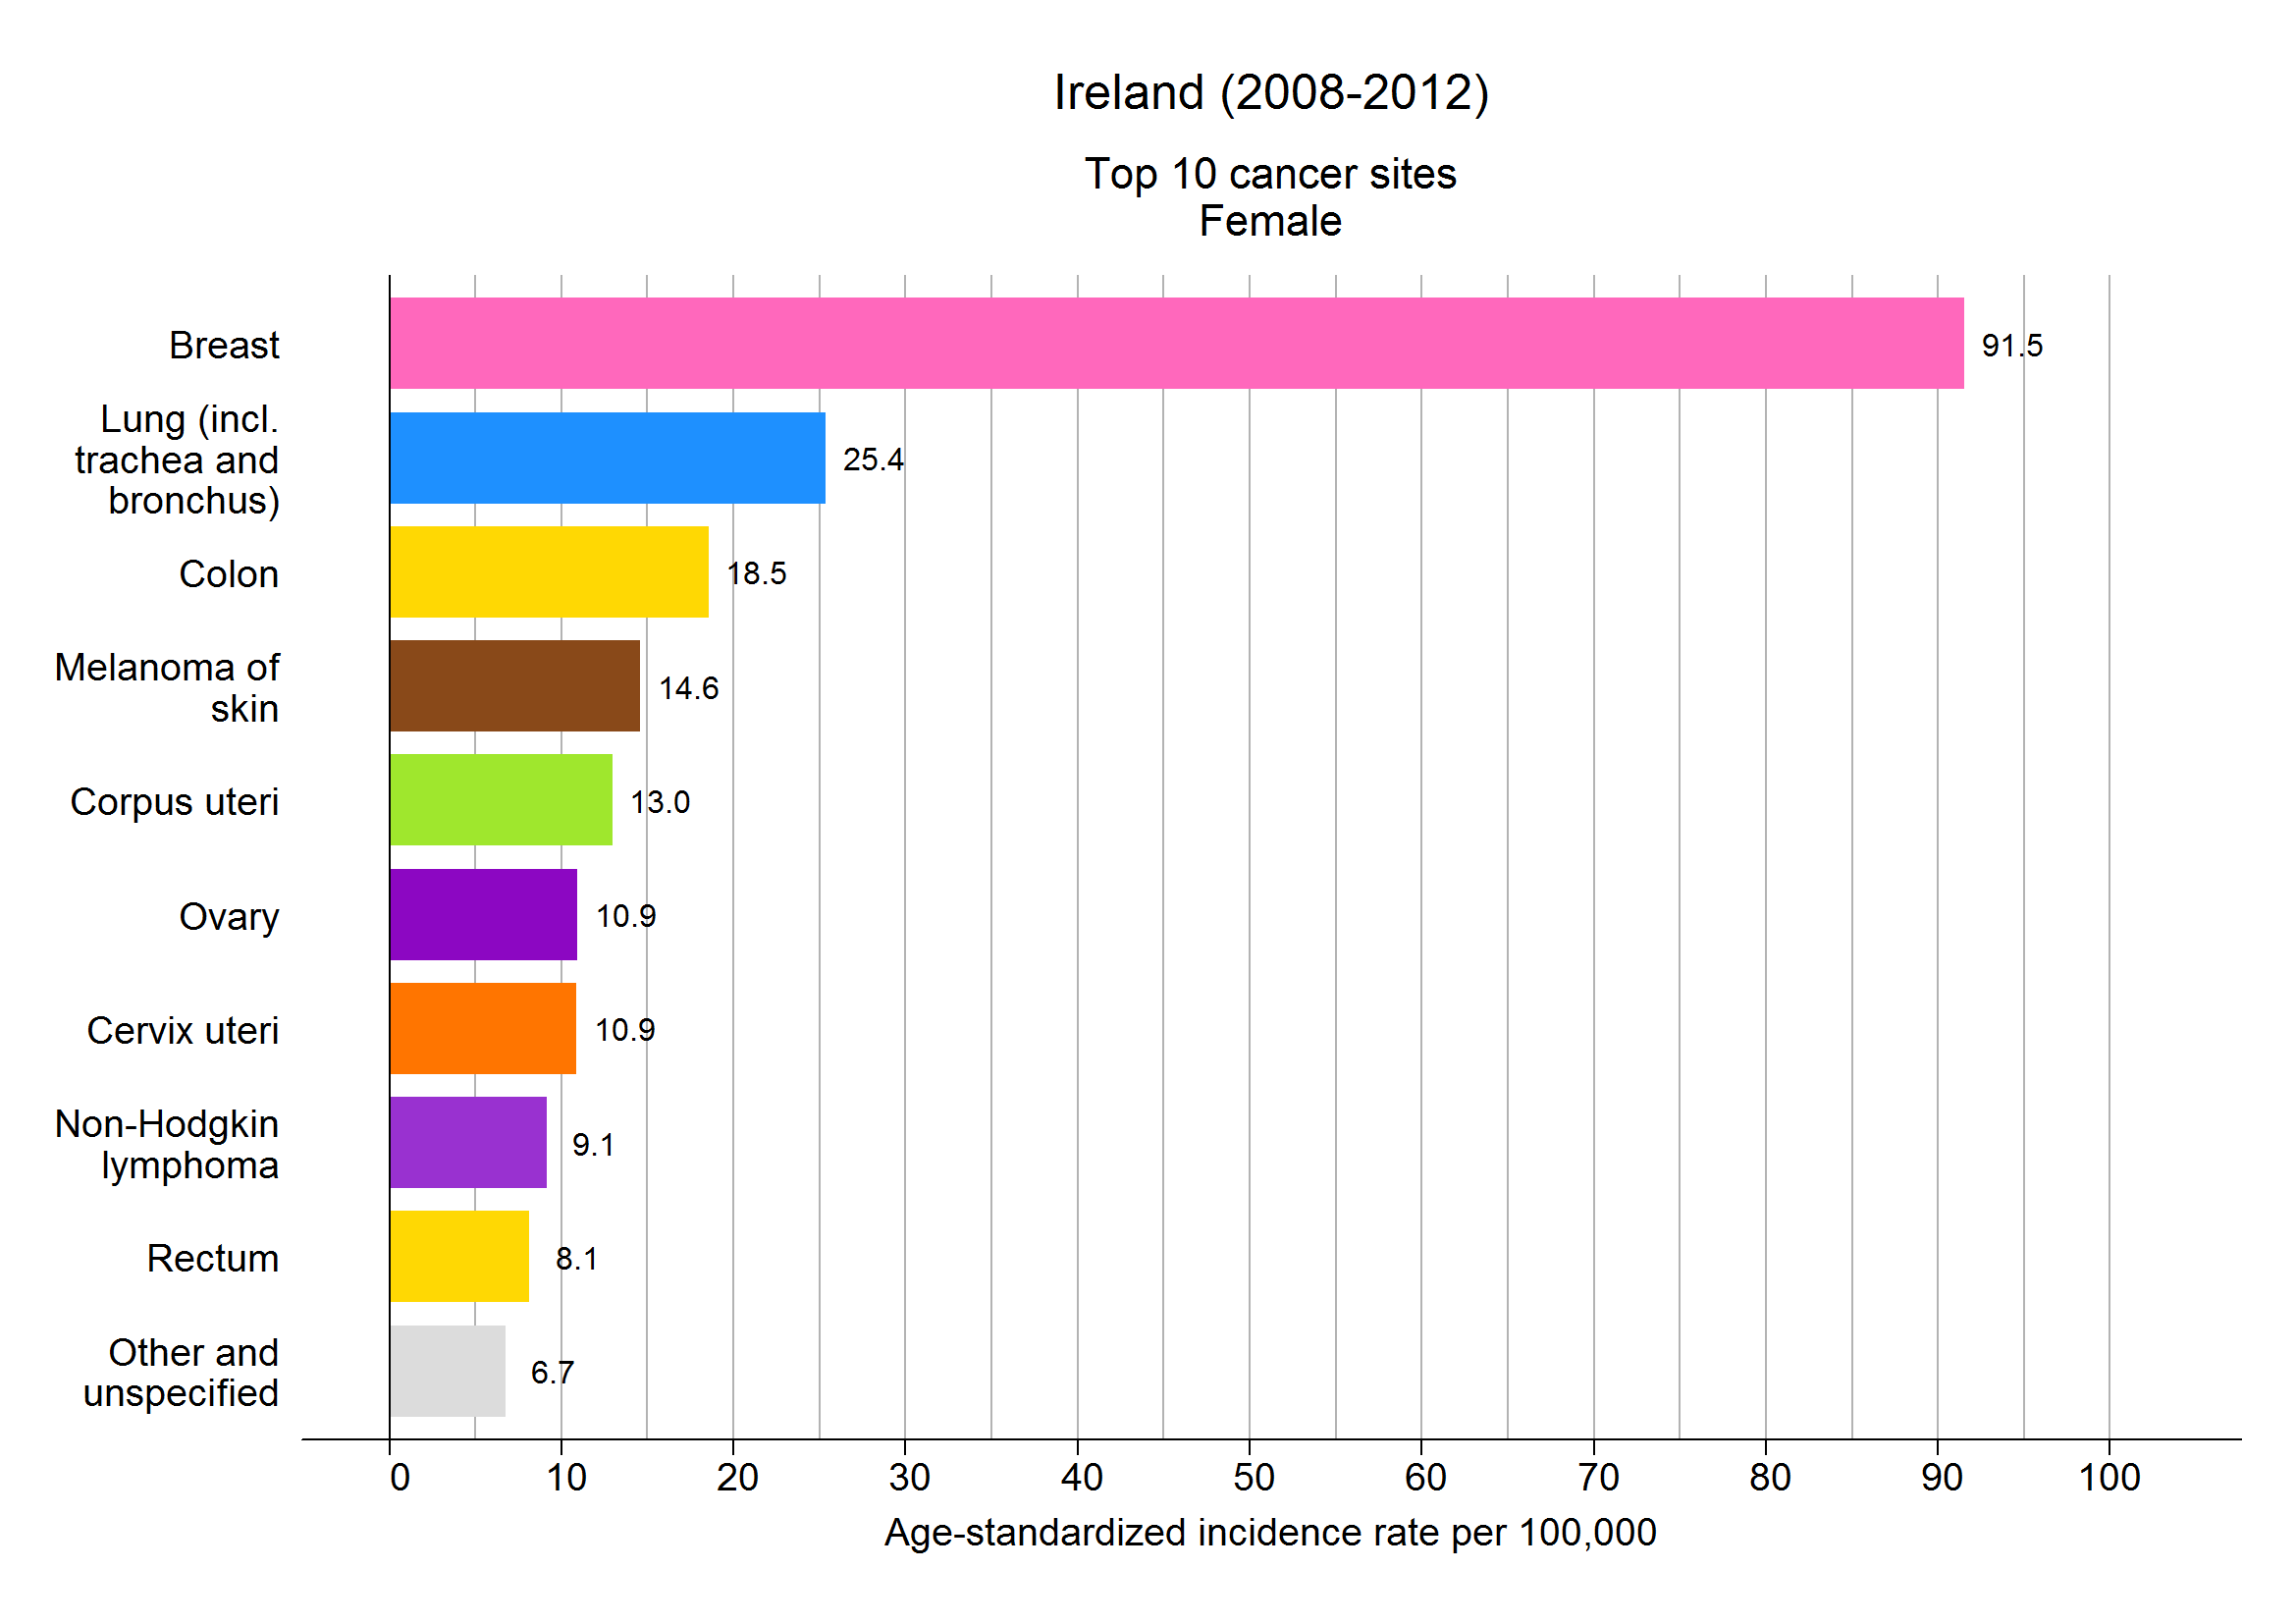 Ireland (2008-2012)
Top 10 cancer sites
Female
Breast
91.5
Lung (incl.
trachea and
bronchus)
25.4
Colon
18.5
Melanoma of
skin
14.6
Corpus uteri
13.0
Ovary
10.9
Cervix uteri
10.9
Non-Hodgkin
lymphoma
9.1
Rectum
8.1
Other and
unspecified
6.7
0 10 20 30 40 50 60 70 80 90 100
Age-standardized incidence rate per 100,000